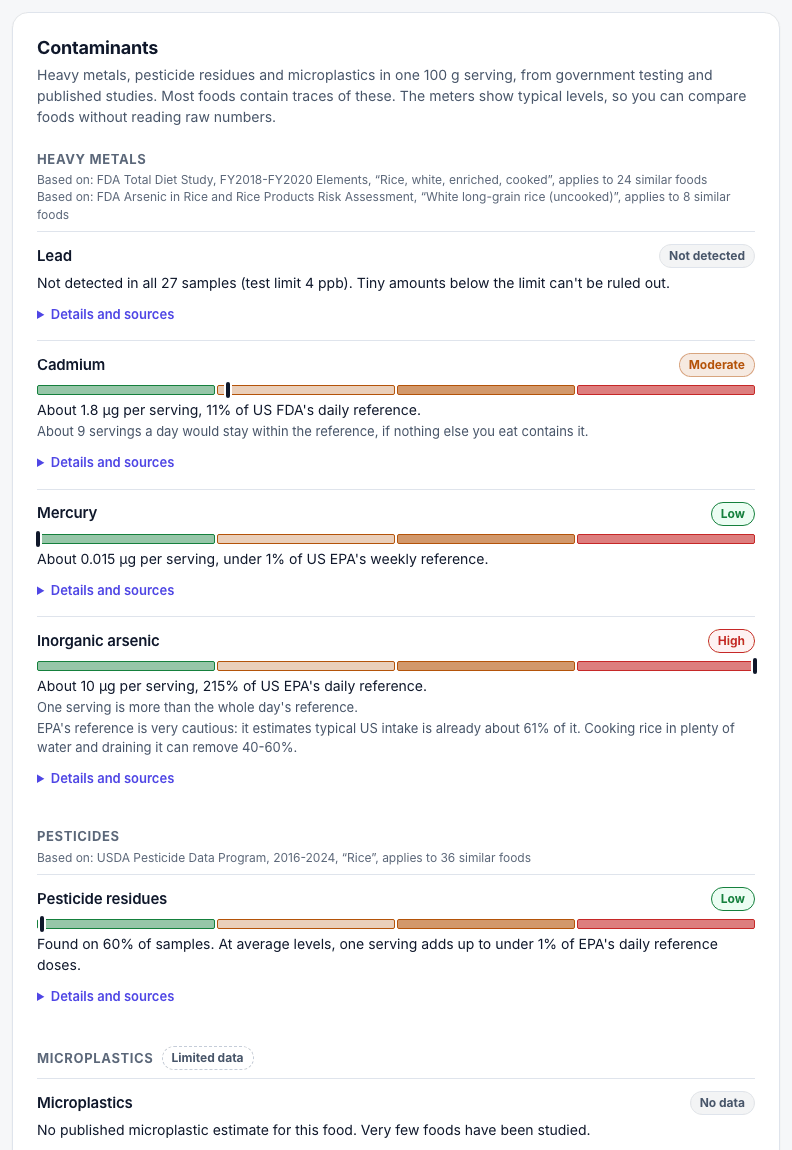 Contaminants
Heavy metals, pesticide residues and microplastics in one 100 g serving, from government testing and
published studies. Most foods contain traces of these. The meters show typical levels, so you can compare
foods without reading raw numbers.
HEAVY METALS
Based on: FDA Total Diet Study, FY2018-FY2020 Elements, “Rice, white, enriched, cooked”, applies to 24 similar foods
Based on: FDA Arsenic in Rice and Rice Products Risk Assessment, “White long-grain rice (uncooked)”, applies to 8 similar
foods
Lead
Not detected
Not detected in all 27 samples (test limit 4 ppb). Tiny amounts below the limit can't be ruled out.
Details and sources
Cadmium
Moderate
About 1.8 µg per serving, 11% of US FDA's daily reference.
About 9 servings a day would stay within the reference, if nothing else you eat contains it.
Details and sources
Mercury
Low
About 0.015 µg per serving, under 1% of US EPA's weekly reference.
Details and sources
Inorganic arsenic
High
About 10 µg per serving, 215% of US EPA's daily reference.
One serving is more than the whole day's reference.
EPA's reference is very cautious: it estimates typical US intake is already about 61% of it. Cooking rice in plenty of
water and draining it can remove 40-60%.
Details and sources
PESTICIDES
Based on: USDA Pesticide Data Program, 2016-2024, “Rice”, applies to 36 similar foods
Pesticide residues
Low
Found on 60% of samples. At average levels, one serving adds up to under 1% of EPA's daily reference
doses.
Details and sources
MICROPLASTICS
Limited data
Microplastics
No data
No published microplastic estimate for this food. Very few foods have been studied.